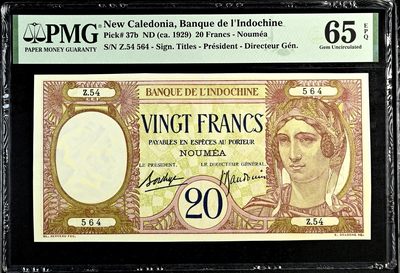 PMG
PAPER MONEY GUARANTY
New Caledonia, Banque de l'Indochine
Pick# 37b ND (ca. 1929) 20 Francs - Nouméa
S/N Z.54 564 - Sign. Titles - Président - Directeur Gén.
65 EPQ
Gem Uncirculated
BANQUE DE L'INDOCHINE
Z.54
564
VINGT FRANCS
PAYABLES EN ESPÈCES AU PORTEUR
NOUMÉA
LE PRÉSIDENT, LE DIRECTEUR GÉNÉRAL
20
564
Z.54